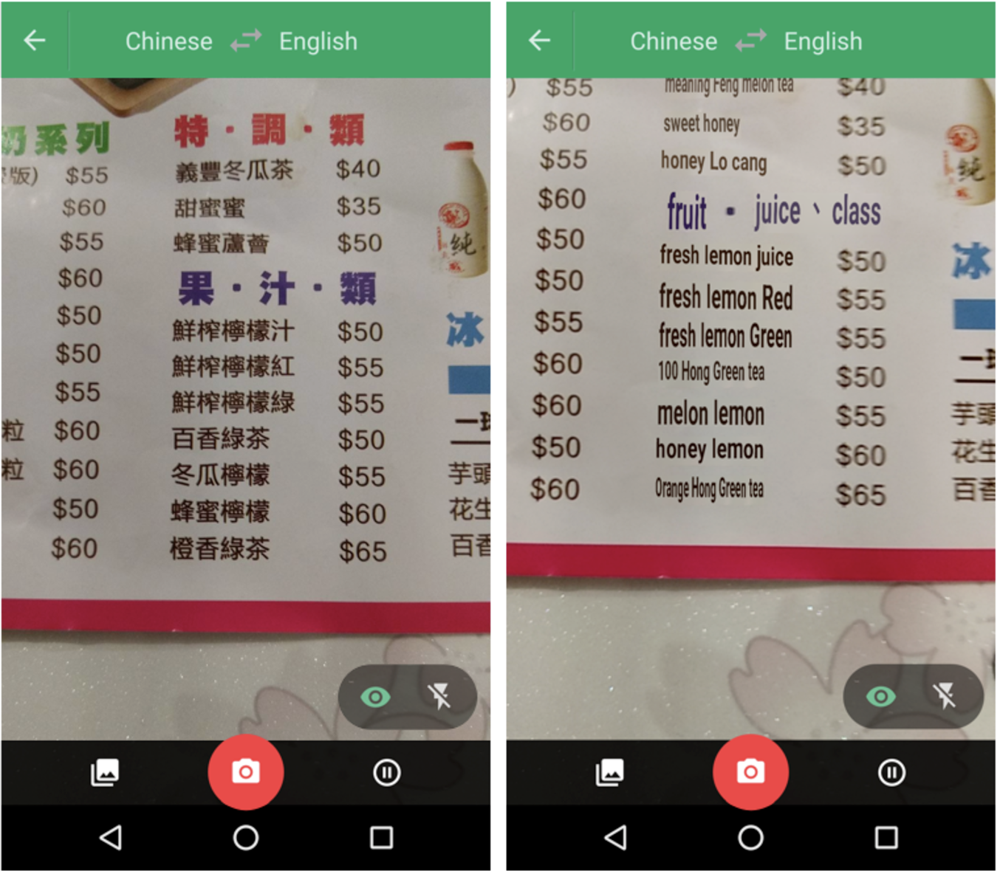 Chinese English
奶系列 特・調・類
版) $55 義豐冬瓜茶 $40
$60 甜蜜蜜 $35
$55 蜂蜜蘆薈 $50
純
$60 果・汁・類
$50 鮮榨檸檬汁 $50 冰
$50 鮮榨檸檬紅 $55
$55 鮮榨檸檬綠 $55
粒 $60 百香綠茶 $50 一
粒 $60 冬瓜檸檬 $55 芋頭
$50 蜂蜜檸檬 $60 花生
$60 橙香綠茶 $65 百香
Chinese English
) $55 meaning Feng melon tea $40
$60 sweet honey $35
$55 honey Lo cang $50
純
$60 fruit ・ juice、class
$50 fresh lemon juice $50 冰
$50 fresh lemon Red $55
$55 fresh lemon Green $55
$60 100 Hong Green tea $50 一
$60 melon lemon $55 芋頭
$50 honey lemon $60 花生
$60 Orange Hong Green tea $65 百香